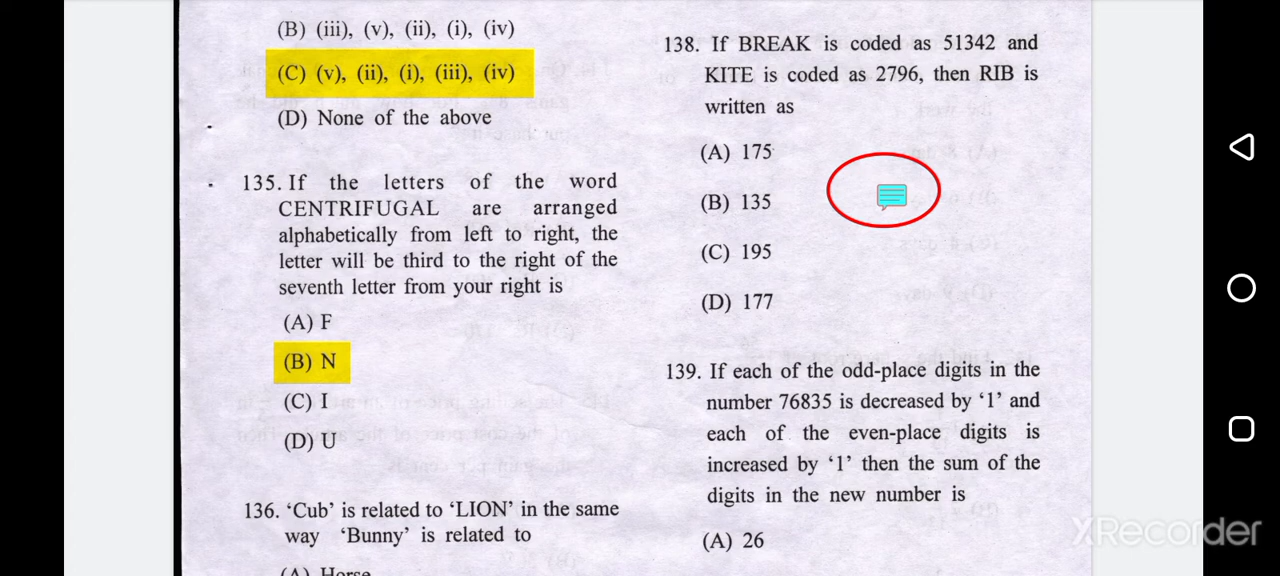 (B) (iii), (v), (ii), (i), (iv)
(C) (v), (ii), (i), (iii), (iv)
(D) None of the above
135. If the letters of the word
CENTRIFUGAL are arranged
alphabetically from left to right, the
letter will be third to the right of the
seventh letter from your right is
(A) F
(B) N
(C) I
(D) U
136. ‘Cub’ is related to ‘LION’ in the same
way ‘Bunny’ is related to
(A) Horse
138. If BREAK is coded as 51342 and
KITE is coded as 2796, then RIB is
written as
(A) 175
(B) 135
(C) 195
(D) 177
139. If each of the odd-place digits in the
number 76835 is decreased by ‘1’ and
each of the even-place digits is
increased by ‘1’ then the sum of the
digits in the new number is
(A) 26
XRecorder